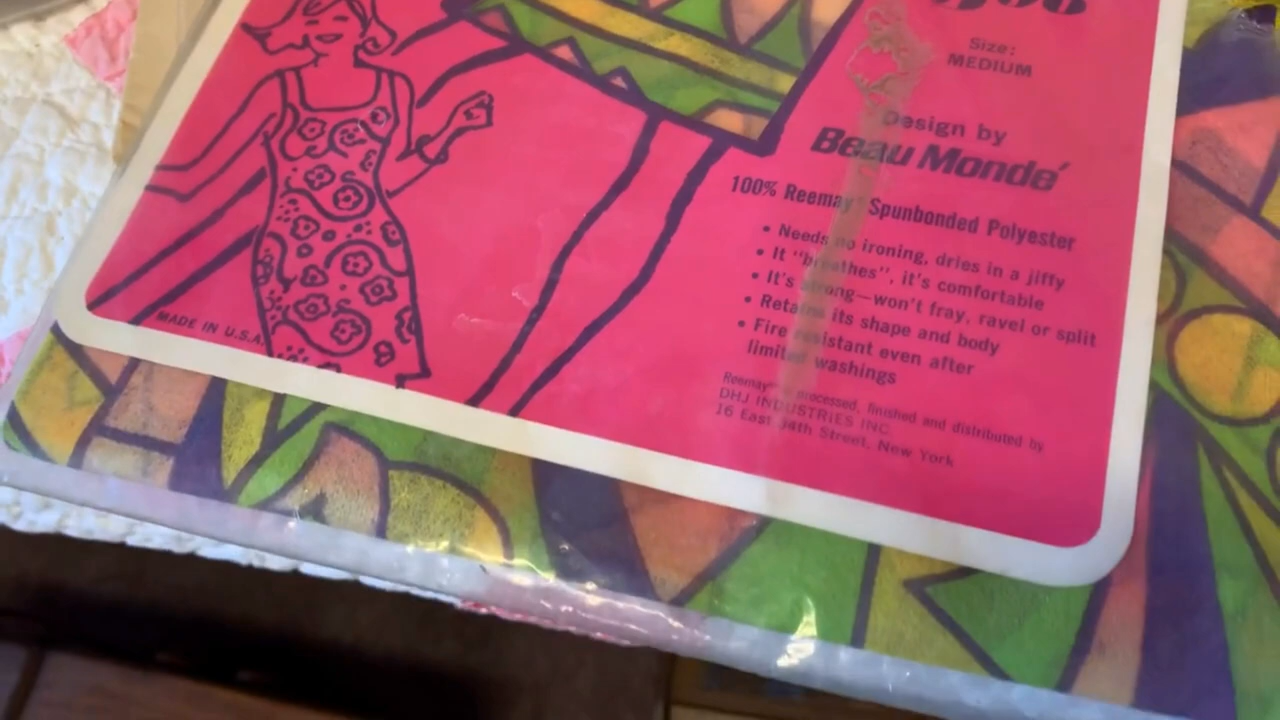 Size:
MEDIUM
Design by
Beau Mondé
100% Reemay Spunbonded Polyester
• Needs no ironing, dries in a jiffy
• It "breathes", it's comfortable
• It's strong—won't fray, ravel or split
• Retains its shape and body
• Fire resistant even after
limited washings
Reemay processed, finished and distributed by
DHJ INDUSTRIES INC.
16 East 34th Street, New York
MADE IN U.S.A.